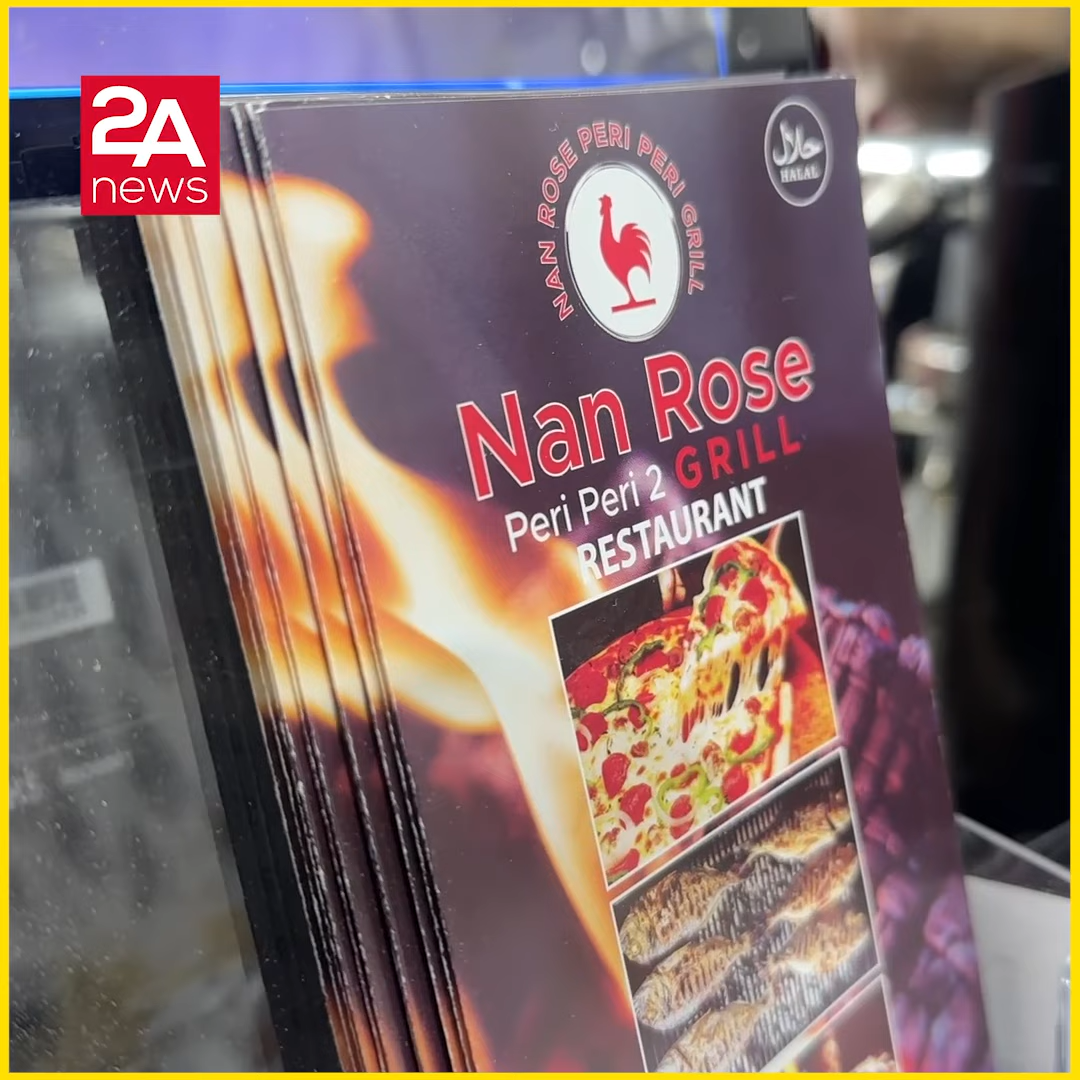 2A
news
NAN ROSE PERI PERI GRILL
حلال
HALAL
Nan Rose
Peri Peri 2 GRILL
RESTAURANT